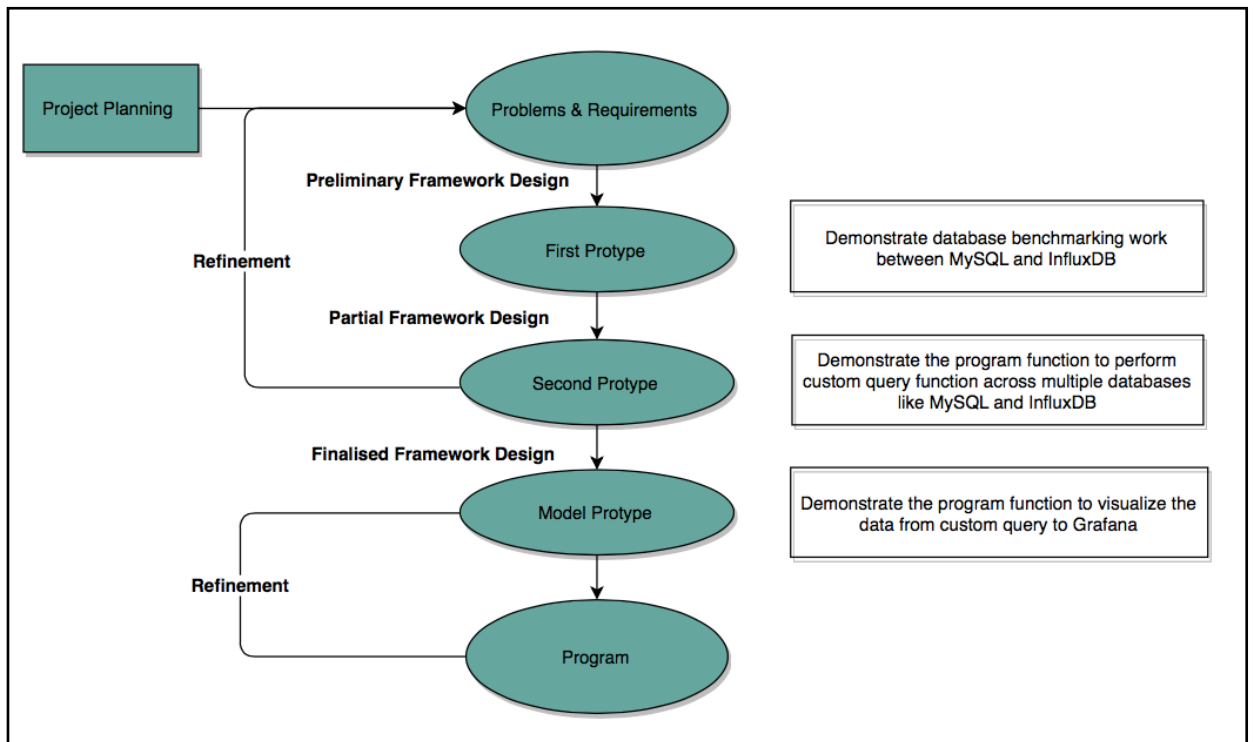 Project Planning
Problems & Requirements
Preliminary Framework Design
First Protype
Demonstrate database benchmarking work
between MySQL and InfluxDB
Refinement
Partial Framework Design
Second Protype
Demonstrate the program function to perform
custom query function across multiple databases
like MySQL and InfluxDB
Finalised Framework Design
Model Protype
Demonstrate the program function to visualize the
data from custom query to Grafana
Refinement
Program